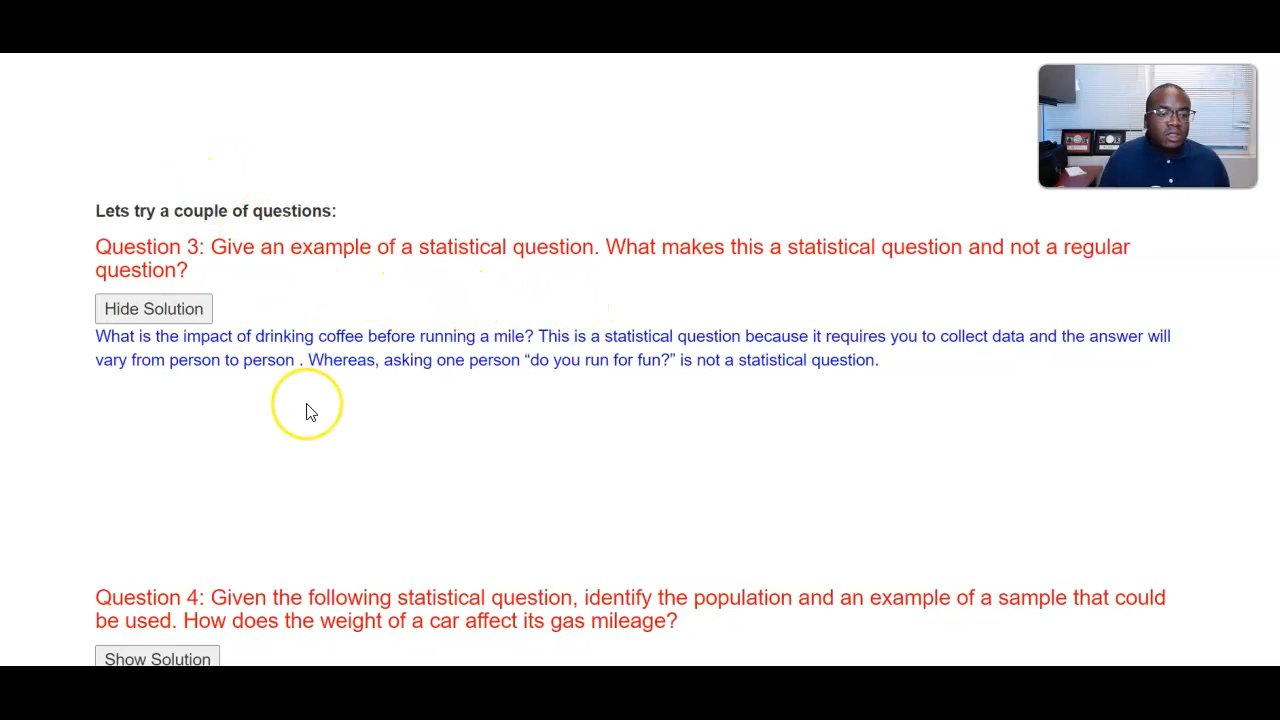 Lets try a couple of questions:
Question 3: Give an example of a statistical question. What makes this a statistical question and not a regular
question?
Hide Solution
What is the impact of drinking coffee before running a mile? This is a statistical question because it requires you to collect data and the answer will
vary from person to person . Whereas, asking one person “do you run for fun?” is not a statistical question.
Question 4: Given the following statistical question, identify the population and an example of a sample that could
be used. How does the weight of a car affect its gas mileage?
Show Solution